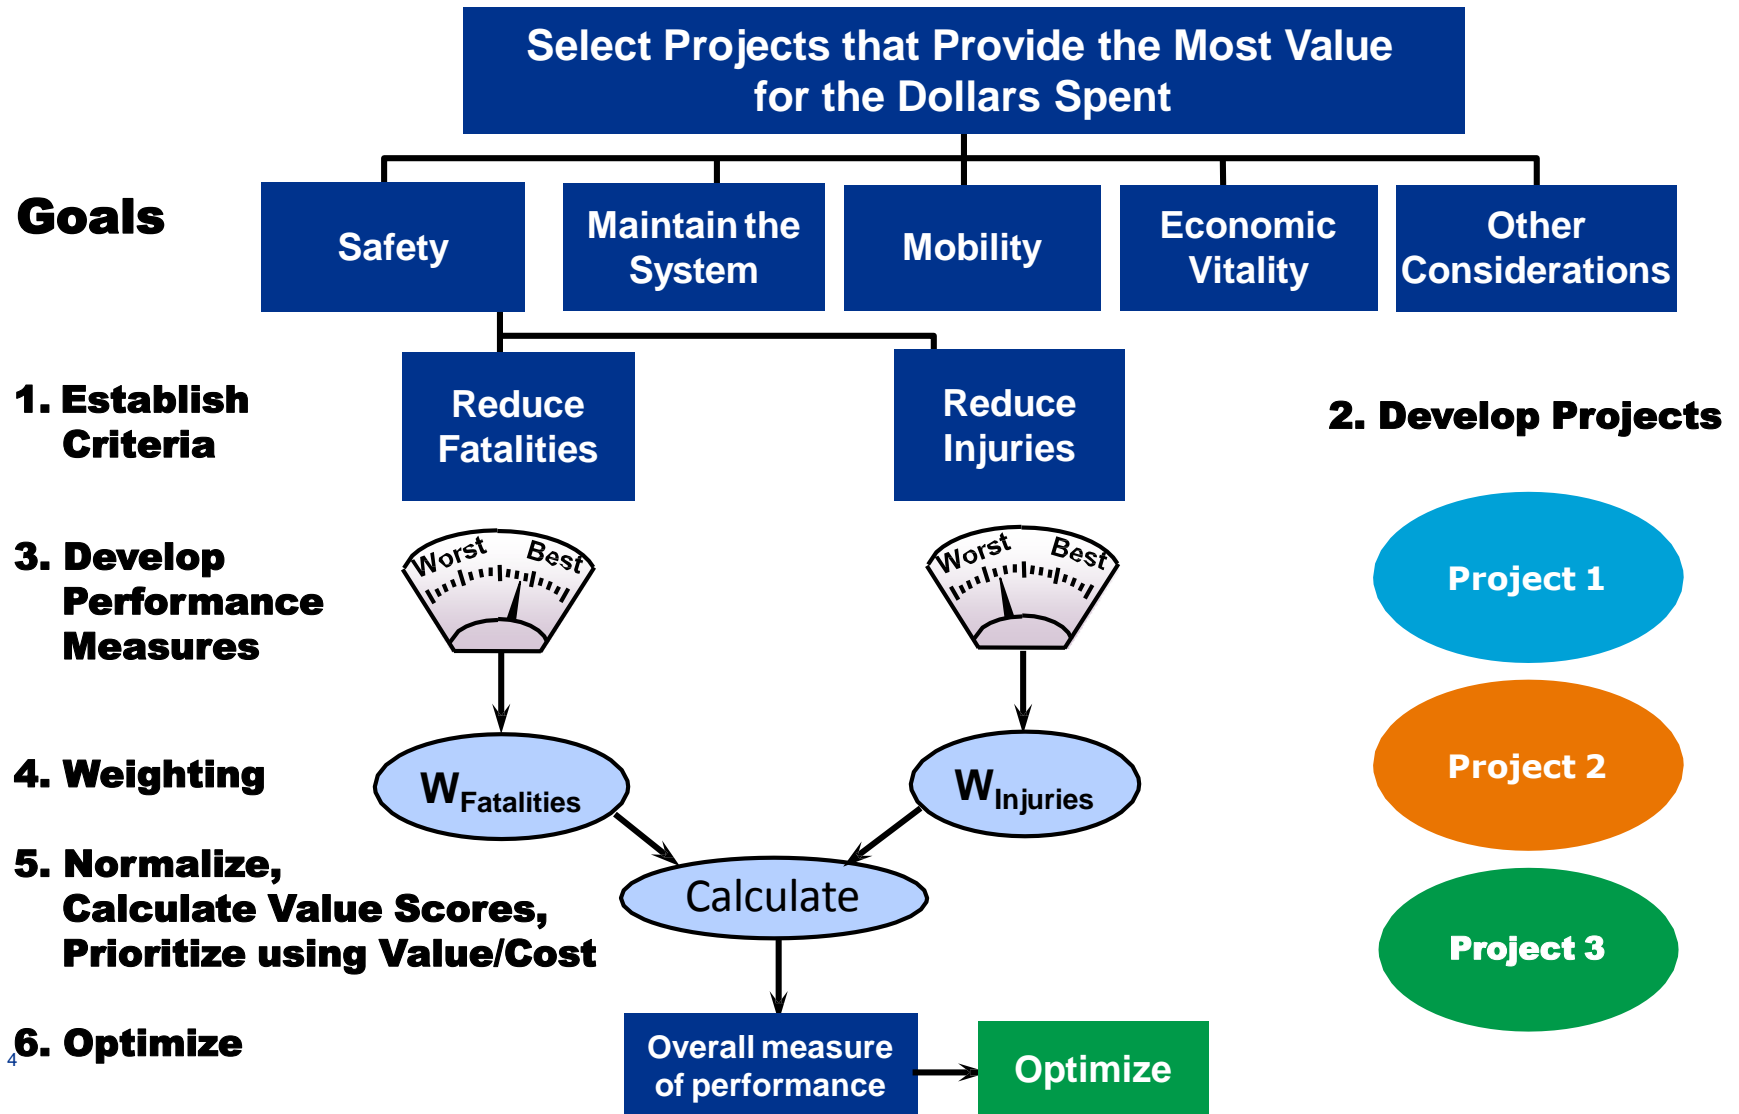 Select Projects that Provide the Most Value
for the Dollars Spent
Goals
Safety
Maintain the
System
Mobility
Economic
Vitality
Other
Considerations
1. Establish
Criteria
Reduce
Fatalities
Reduce
Injuries
2. Develop Projects
3. Develop
Performance
Measures
Worst Best
Worst Best
Project 1
4. Weighting
WFatalities
WInjuries
Project 2
5. Normalize,
Calculate Value Scores,
Prioritize using Value/Cost
Calculate
Project 3
6. Optimize
Overall measure
of performance
Optimize
4